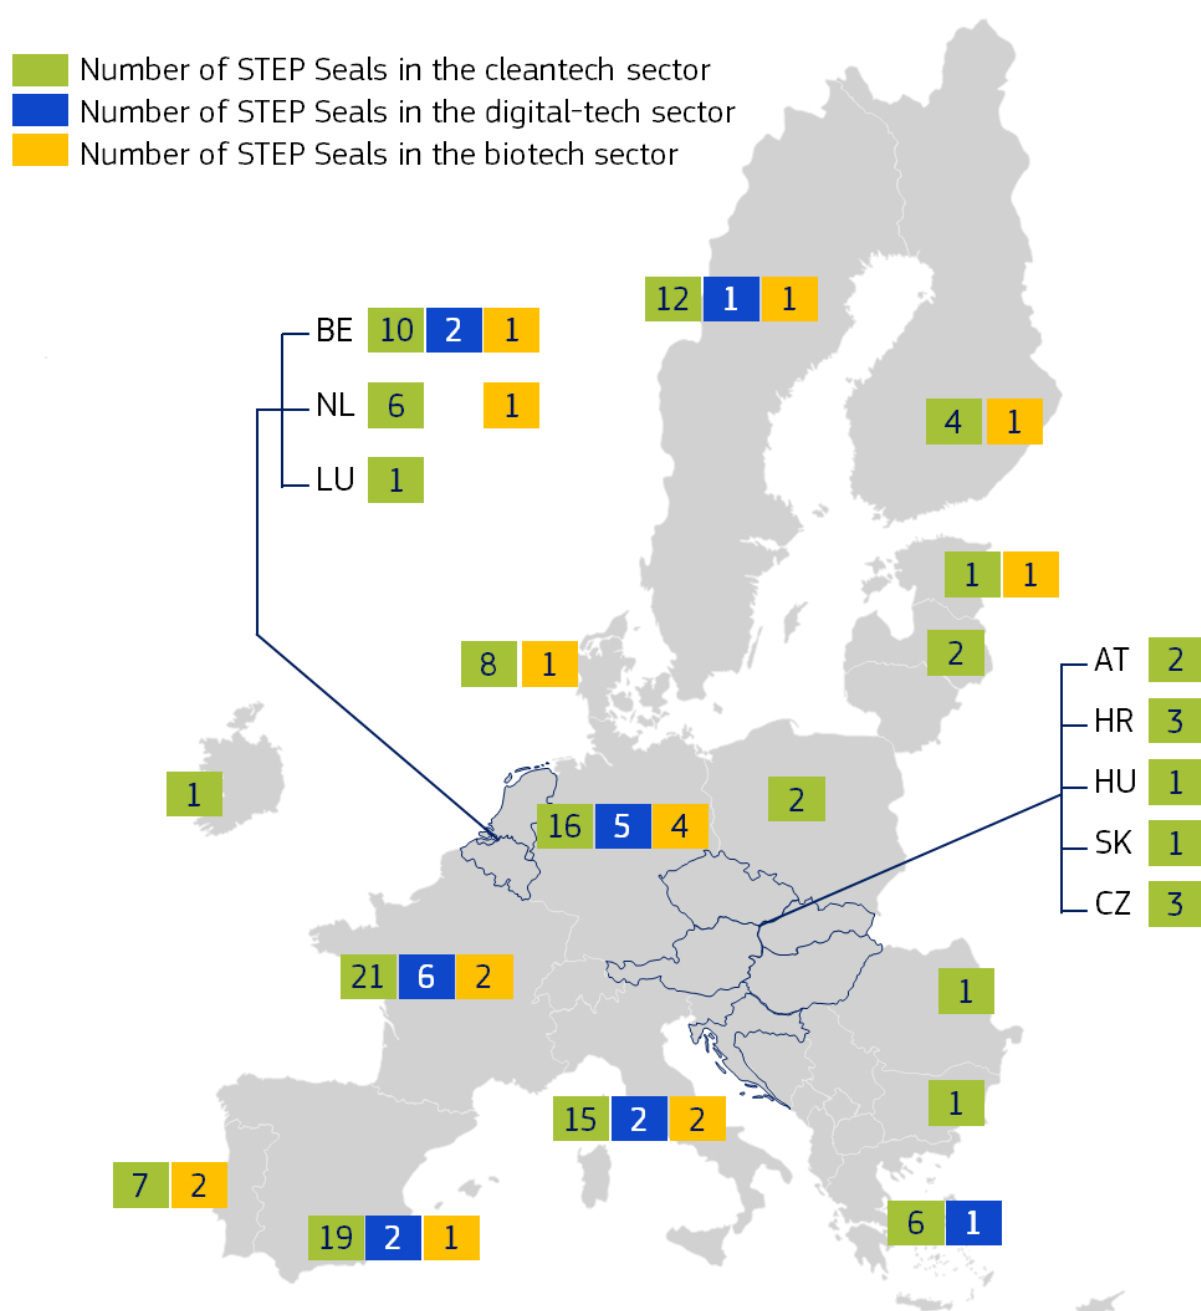 Number of STEP Seals in the cleantech sector
Number of STEP Seals in the digital-tech sector
Number of STEP Seals in the biotech sector
12 1 1
BE 10 2 1
NL 6 1
LU 1
4 1
1 1
2
8 1
AT 2
HR 3
HU 1
SK 1
CZ 3
1
2
16 5 4
21 6 2
1
1
15 2 2
7 2
6 1
19 2 1